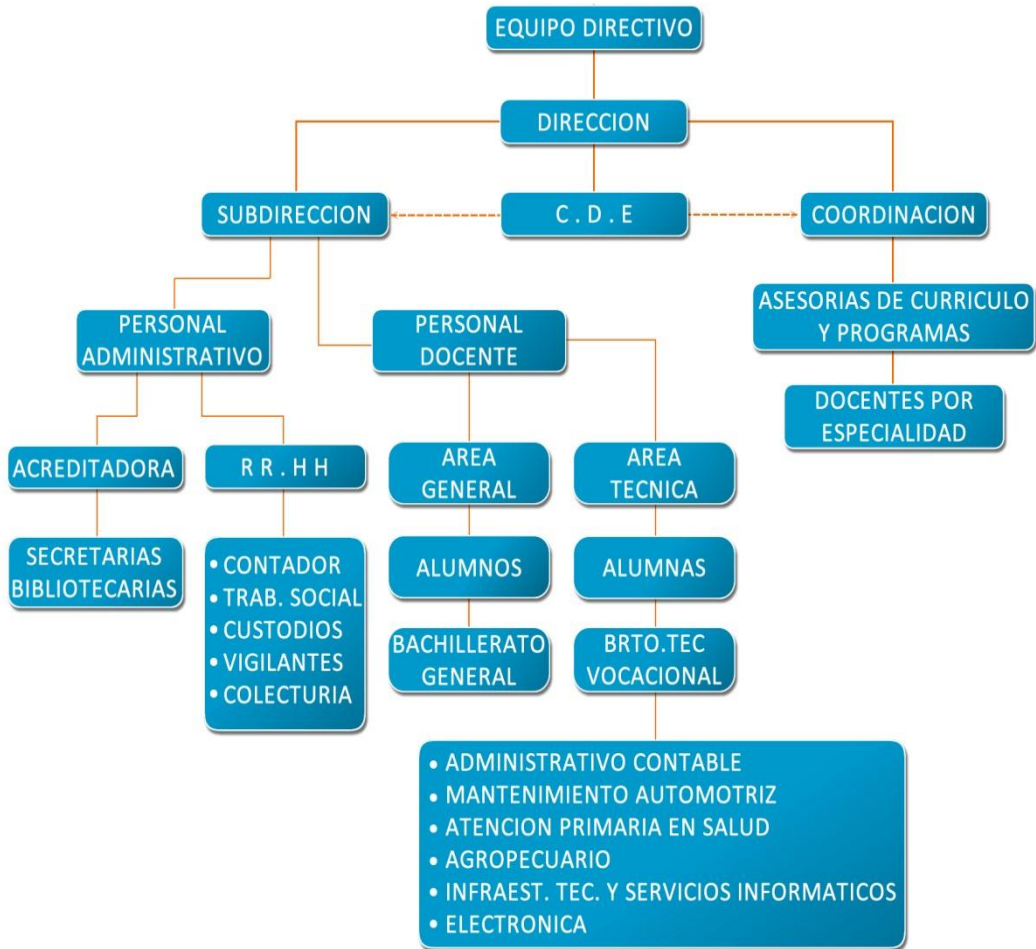 EQUIPO DIRECTIVO
DIRECCION
SUBDIRECCION
C . D . E
COORDINACION
ASESORIAS DE CURRICULO
Y PROGRAMAS
DOCENTES POR
ESPECIALIDAD
PERSONAL
ADMINISTRATIVO
PERSONAL
DOCENTE
ACREDITADORA
R R . H H
AREA
GENERAL
AREA
TECNICA
SECRETARIAS
BIBLIOTECARIAS
• CONTADOR
• TRAB. SOCIAL
• CUSTODIOS
• VIGILANTES
• COLECTURIA
ALUMNOS
ALUMNAS
BACHILLERATO
GENERAL
BRTO.TEC
VOCACIONAL
• ADMINISTRATIVO CONTABLE
• MANTENIMIENTO AUTOMOTRIZ
• ATENCION PRIMARIA EN SALUD
• AGROPECUARIO
• INFRAEST. TEC. Y SERVICIOS INFORMATICOS
• ELECTRONICA